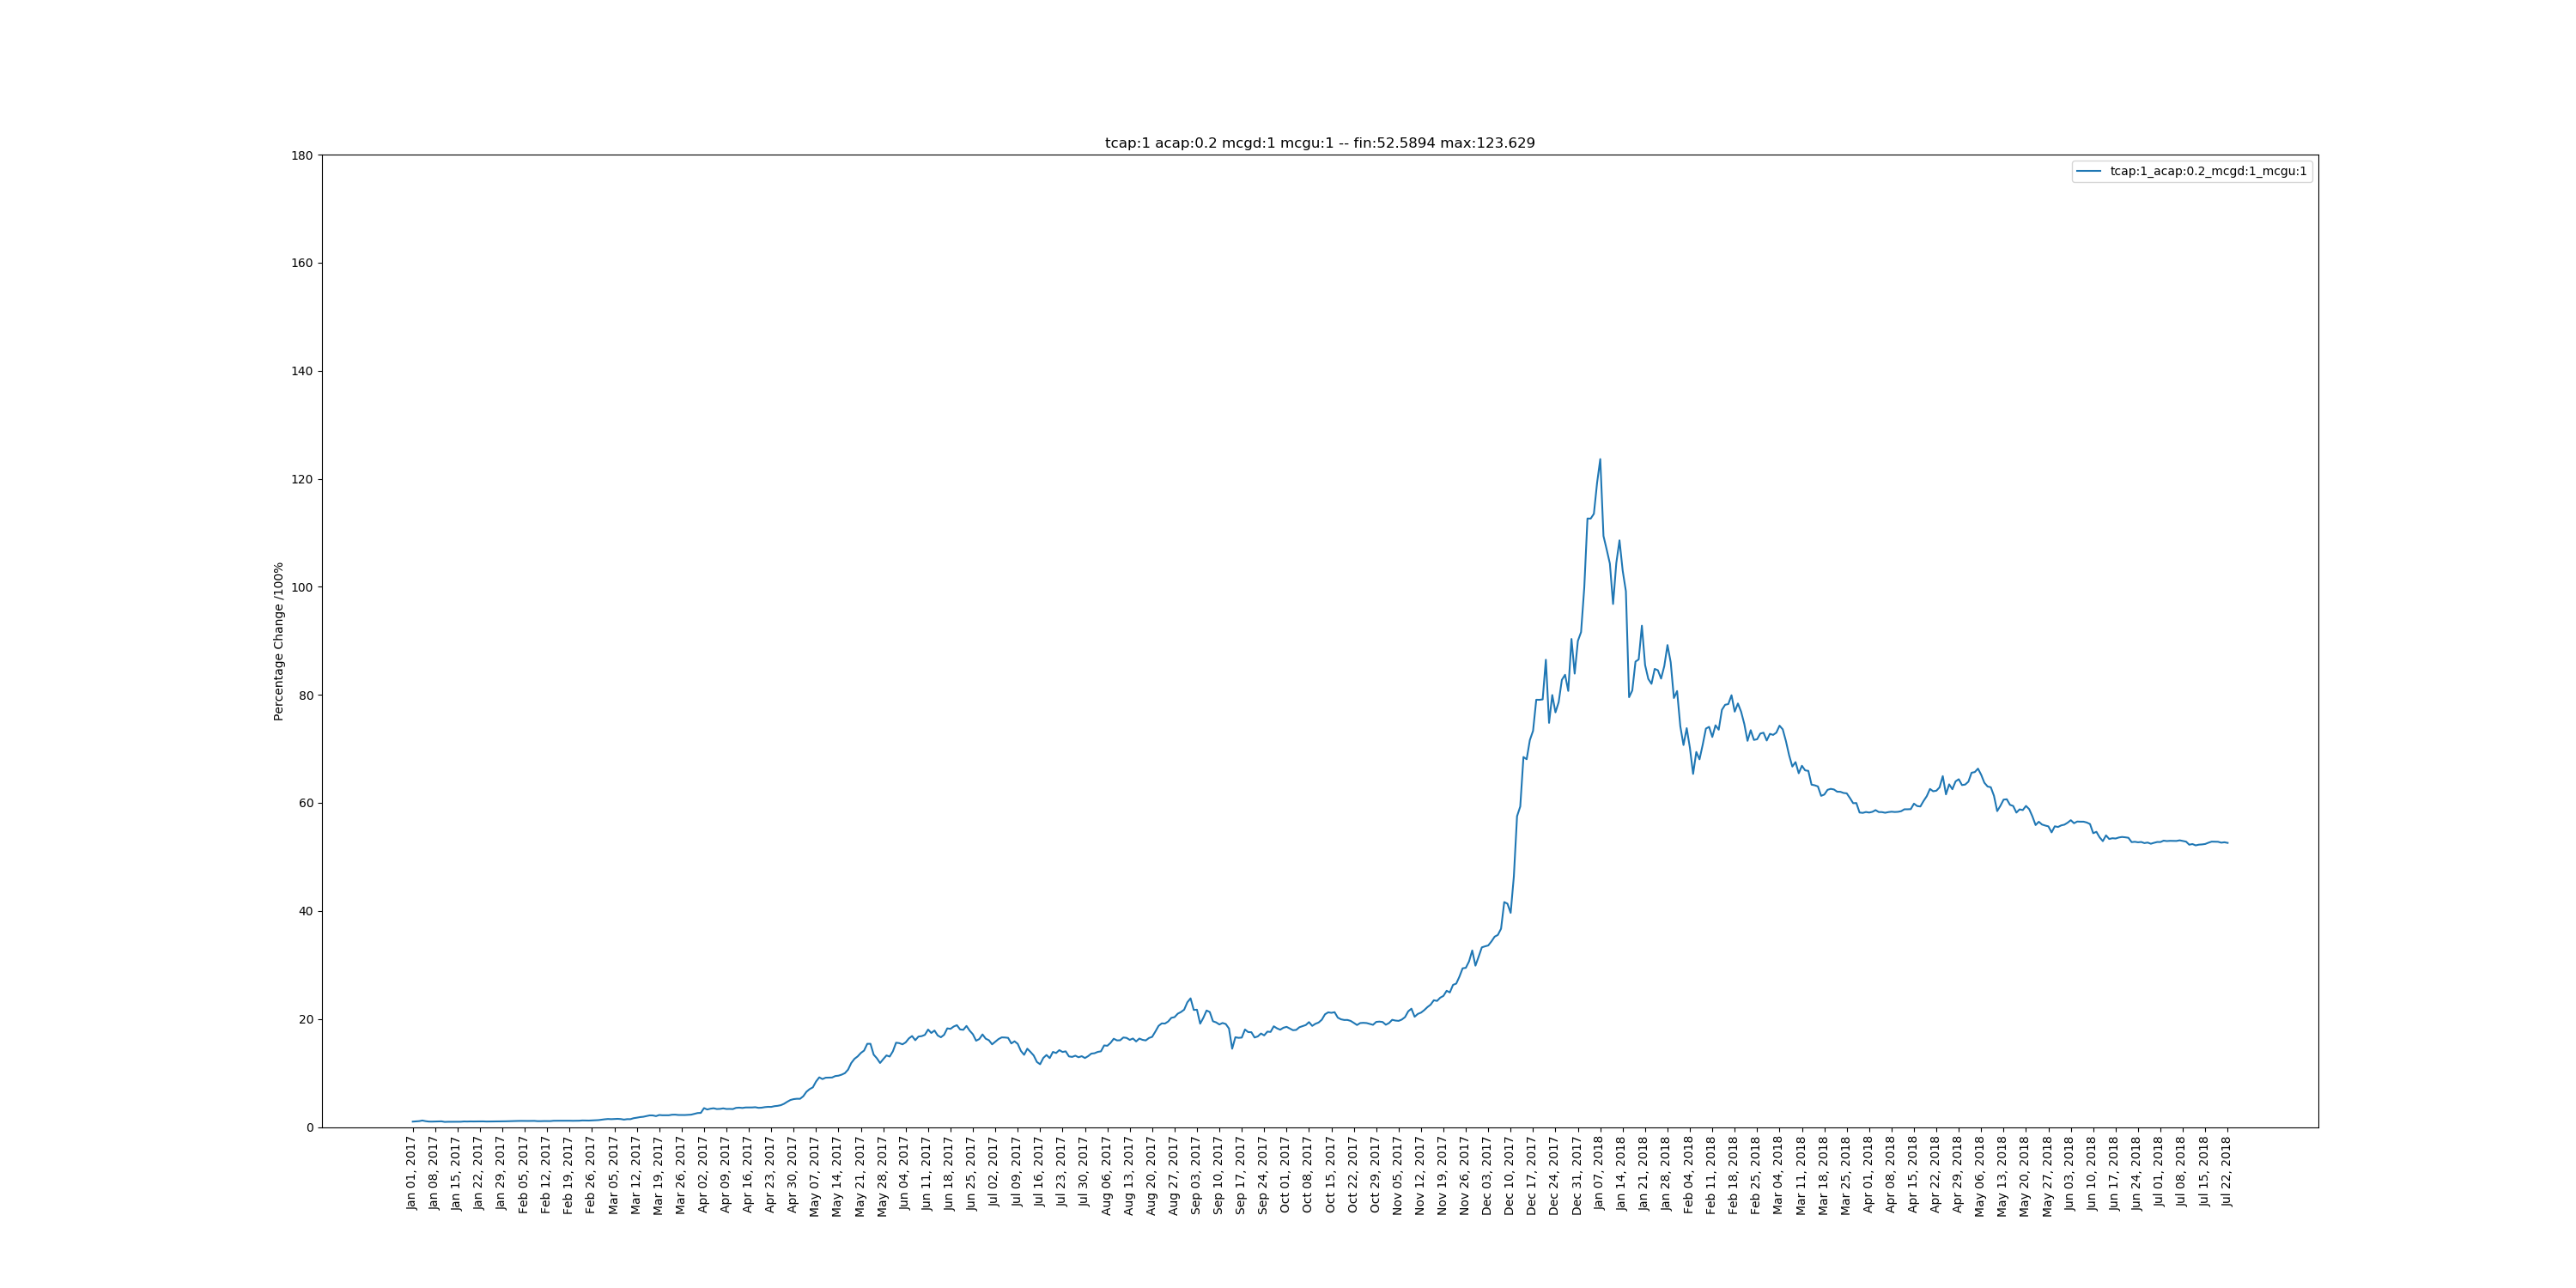 tcap:1 acap:0.2 mcgd:1 mcgu:1 -- fin:52.5894 max:123.629
tcap:1_acap:0.2_mcgd:1_mcgu:1
Percentage Change /100%
180
160
140
120
100
80
60
40
20
0
Jan 01, 2017
Jan 08, 2017
Jan 15, 2017
Jan 22, 2017
Jan 29, 2017
Feb 05, 2017
Feb 12, 2017
Feb 19, 2017
Feb 26, 2017
Mar 05, 2017
Mar 12, 2017
Mar 19, 2017
Mar 26, 2017
Apr 02, 2017
Apr 09, 2017
Apr 16, 2017
Apr 23, 2017
Apr 30, 2017
May 07, 2017
May 14, 2017
May 21, 2017
May 28, 2017
Jun 04, 2017
Jun 11, 2017
Jun 18, 2017
Jun 25, 2017
Jul 02, 2017
Jul 09, 2017
Jul 16, 2017
Jul 23, 2017
Jul 30, 2017
Aug 06, 2017
Aug 13, 2017
Aug 20, 2017
Aug 27, 2017
Sep 03, 2017
Sep 10, 2017
Sep 17, 2017
Sep 24, 2017
Oct 01, 2017
Oct 08, 2017
Oct 15, 2017
Oct 22, 2017
Oct 29, 2017
Nov 05, 2017
Nov 12, 2017
Nov 19, 2017
Nov 26, 2017
Dec 03, 2017
Dec 10, 2017
Dec 17, 2017
Dec 24, 2017
Dec 31, 2017
Jan 07, 2018
Jan 14, 2018
Jan 21, 2018
Jan 28, 2018
Feb 04, 2018
Feb 11, 2018
Feb 18, 2018
Feb 25, 2018
Mar 04, 2018
Mar 11, 2018
Mar 18, 2018
Mar 25, 2018
Apr 01, 2018
Apr 08, 2018
Apr 15, 2018
Apr 22, 2018
Apr 29, 2018
May 06, 2018
May 13, 2018
May 20, 2018
May 27, 2018
Jun 03, 2018
Jun 10, 2018
Jun 17, 2018
Jun 24, 2018
Jul 01, 2018
Jul 08, 2018
Jul 15, 2018
Jul 22, 2018